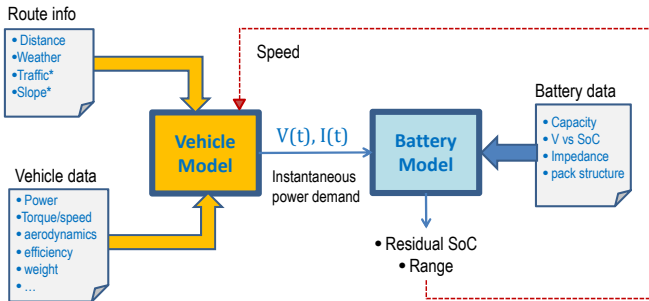 Route info
• Distance
•Weather
•Traffic*
•Slope*
Speed
Battery data
• Capacity
• V vs SoC
• Impedance
• pack structure
Vehicle
Model
V(t), I(t)
Instantaneous
power demand
Battery
Model
Vehicle data
• Power
•Torque/speed
• aerodynamics
• efficiency
• weight
• …
• Residual SoC
• Range